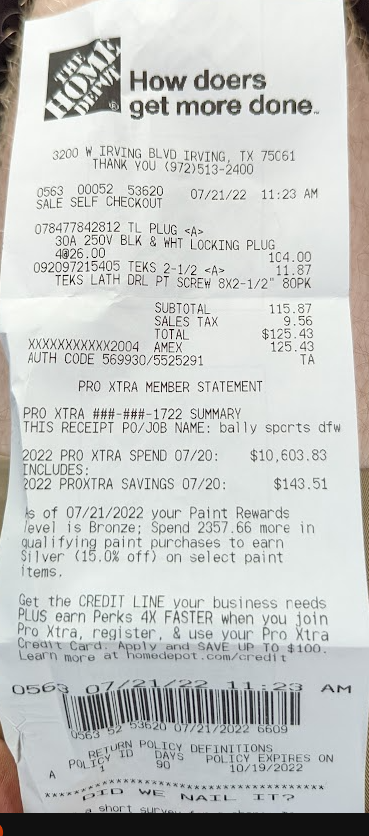 THE
HOME
DEPOT
How doers
get more done.
3200 W IRVING BLVD IRVING, TX 75061
THANK YOU (972)513-2400
0563 00052 53620 07/21/22 11:23 AM
SALE SELF CHECKOUT
078477842812 TL PLUG <A>
30A 250V BLK & WHT LOCKING PLUG
4@26.00 104.00
092097215405 TEKS 2-1/2 <A> 11.87
TEKS LATH DRL PT SCREW 8X2-1/2" 80PK
SUBTOTAL 115.87
SALES TAX 9.56
TOTAL $125.43
XXXXXXXXXXX2004 AMEX 125.43
AUTH CODE 569930/5525291 TA
PRO XTRA MEMBER STATEMENT
PRO XTRA ###-###-1722 SUMMARY
THIS RECEIPT PO/JOB NAME: bally sports dfw
2022 PRO XTRA SPEND 07/20: $10,603.83
INCLUDES:
2022 PROXTRA SAVINGS 07/20: $143.51
As of 07/21/2022 your Paint Rewards
level is Bronze; Spend 2357.66 more in
qualifying paint purchases to earn
Silver (15.0% off) on select paint
items.
Get the CREDIT LINE your business needs
PLUS earn Perks 4X FASTER when you join
Pro Xtra, register, & use your Pro Xtra
Credit Card. Apply and SAVE UP TO $100.
Learn more at homedepot.com/credit
0563 07/21/22 11:23 AM
0563 52 53620 07/21/2022 6609
RETURN POLICY DEFINITIONS
POLICY ID DAYS POLICY EXPIRES ON
A 1 90 10/19/2022
DID WE NAIL IT?
a short survey for a